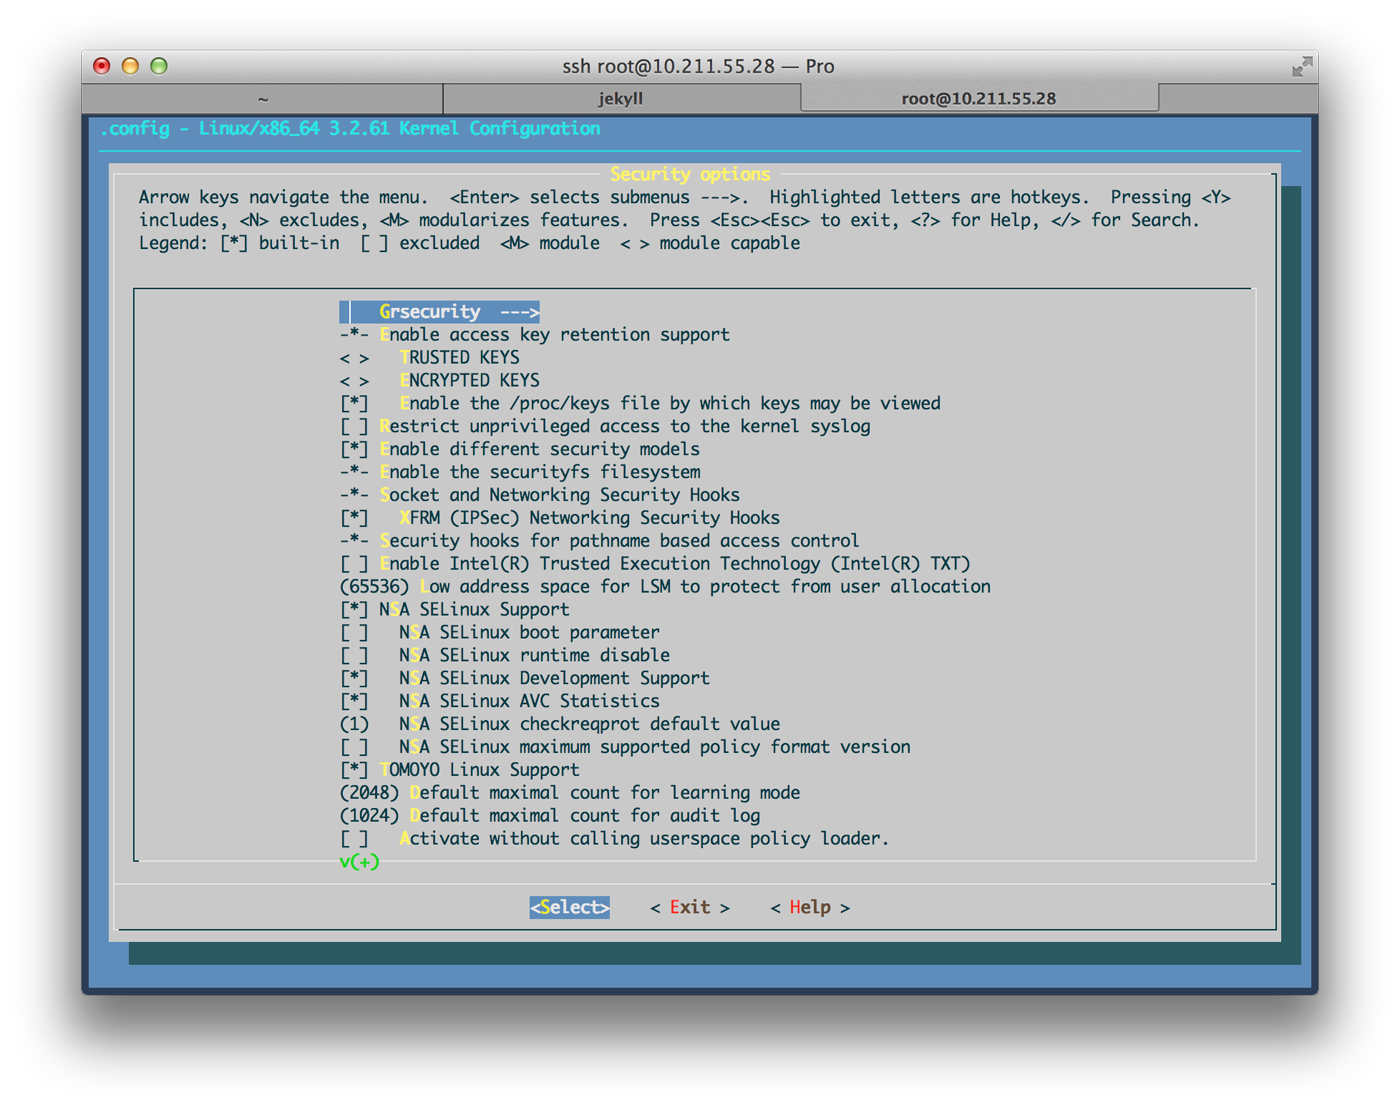 ssh root@10.211.55.28 — Pro
~ jekyll root@10.211.55.28
.config - Linux/x86_64 3.2.61 Kernel Configuration
Security options
Arrow keys navigate the menu.  <Enter> selects submenus --->.  Highlighted letters are hotkeys.  Pressing <Y>
includes, <N> excludes, <M> modularizes features.  Press <Esc><Esc> to exit, <?> for Help, </> for Search.
Legend: [*] built-in  [ ] excluded  <M> module  < > module capable
Grsecurity  --->
-*- Enable access key retention support
< >   TRUSTED KEYS
< >   ENCRYPTED KEYS
[*]   Enable the /proc/keys file by which keys may be viewed
[ ] Restrict unprivileged access to the kernel syslog
[*] Enable different security models
-*- Enable the securityfs filesystem
-*- Socket and Networking Security Hooks
[*]   XFRM (IPSec) Networking Security Hooks
-*- Security hooks for pathname based access control
[ ] Enable Intel(R) Trusted Execution Technology (Intel(R) TXT)
(65536) Low address space for LSM to protect from user allocation
[*] NSA SELinux Support
[ ]   NSA SELinux boot parameter
[ ]   NSA SELinux runtime disable
[*]   NSA SELinux Development Support
[*]   NSA SELinux AVC Statistics
(1)   NSA SELinux checkreqprot default value
[ ]   NSA SELinux maximum supported policy format version
[*] TOMOYO Linux Support
(2048) Default maximal count for learning mode
(1024) Default maximal count for audit log
[ ]   Activate without calling userspace policy loader.
v(+)
<Select>    < Exit >    < Help >